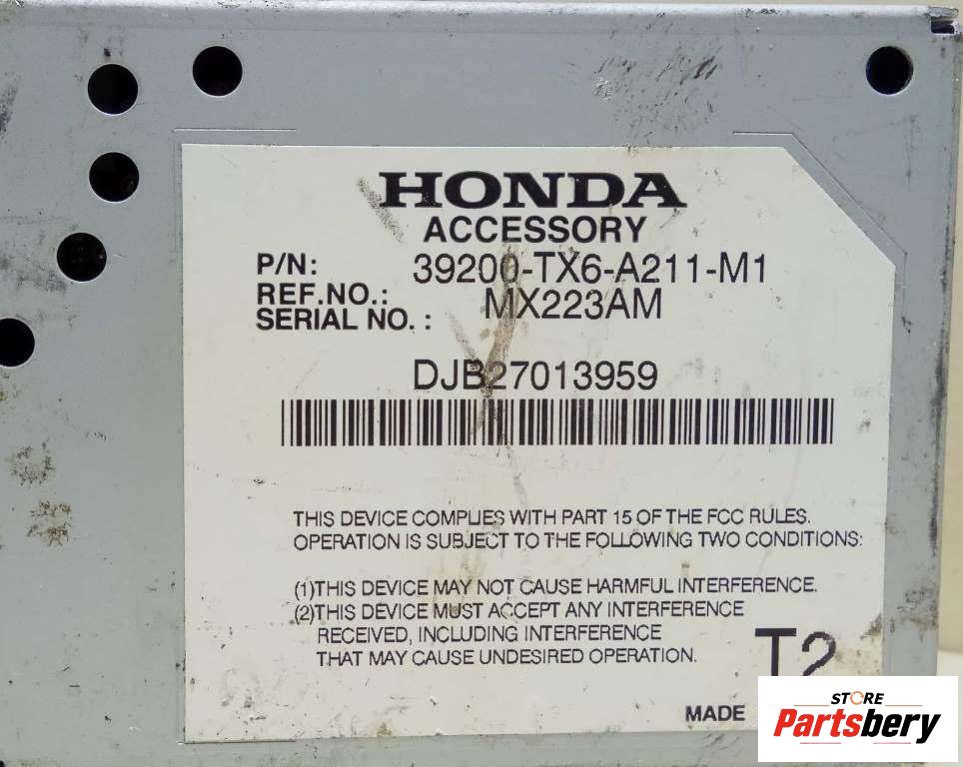 HONDA
ACCESSORY
P/N: 39200-TX6-A211-M1
REF.NO.: MX223AM
SERIAL NO. :
DJB27013959
THIS DEVICE COMPLIES WITH PART 15 OF THE FCC RULES.
OPERATION IS SUBJECT TO THE FOLLOWING TWO CONDITIONS:
(1)THIS DEVICE MAY NOT CAUSE HARMFUL INTERFERENCE.
(2)THIS DEVICE MUST ACCEPT ANY INTERFERENCE
RECEIVED, INCLUDING INTERFERENCE
THAT MAY CAUSE UNDESIRED OPERATION.
T2
MADE
STORE
Partsbery